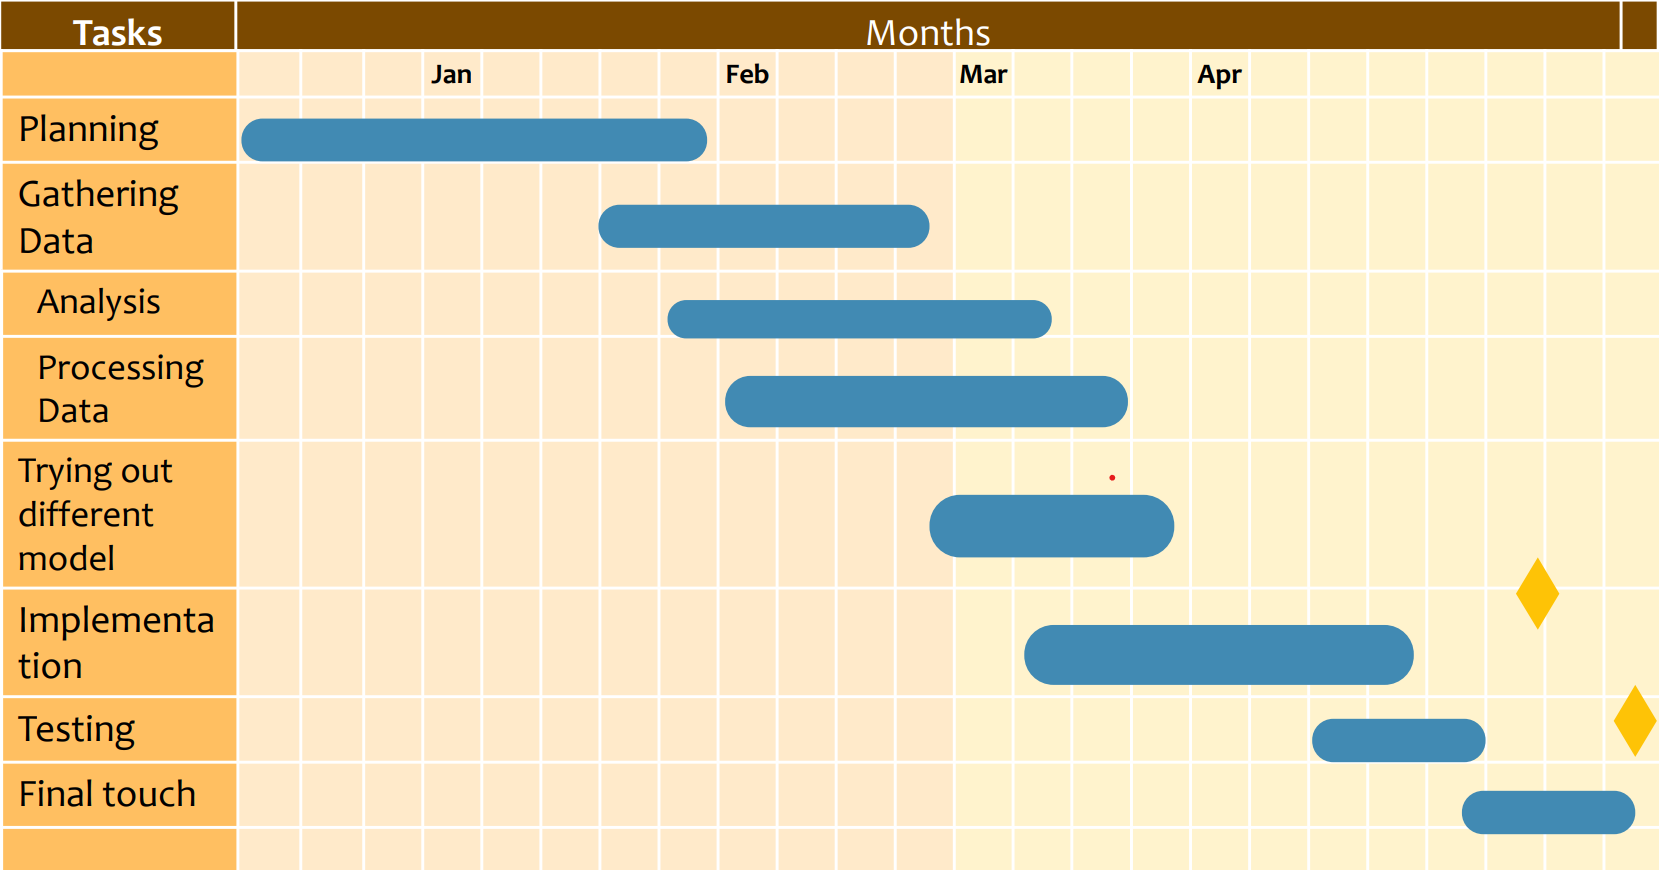 Tasks
Months
Jan
Feb
Mar
Apr
Planning
Gathering
Data
Analysis
Processing
Data
Trying out
different
model
Implementa
tion
Testing
Final touch